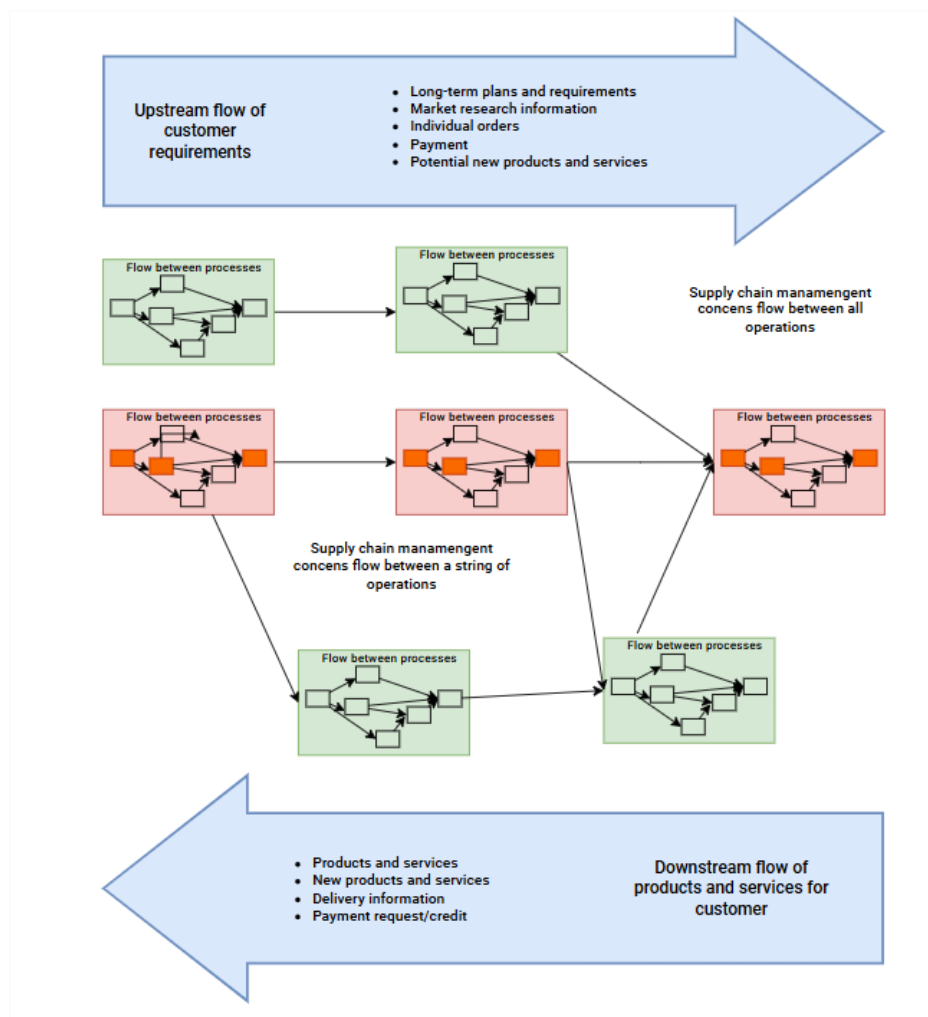 Upstream flow of
customer
requirements
• Long-term plans and requirements
• Market research information
• Individual orders
• Payment
• Potential new products and services
Flow between processes
Flow between processes
Supply chain manamengent
concens flow between all
operations
Flow between processes
Flow between processes
Flow between processes
Supply chain manamengent
concens flow between a string of
operations
Flow between processes
Flow between processes
• Products and services
• New products and services
• Delivery information
• Payment request/credit
Downstream flow of
products and services for
customer